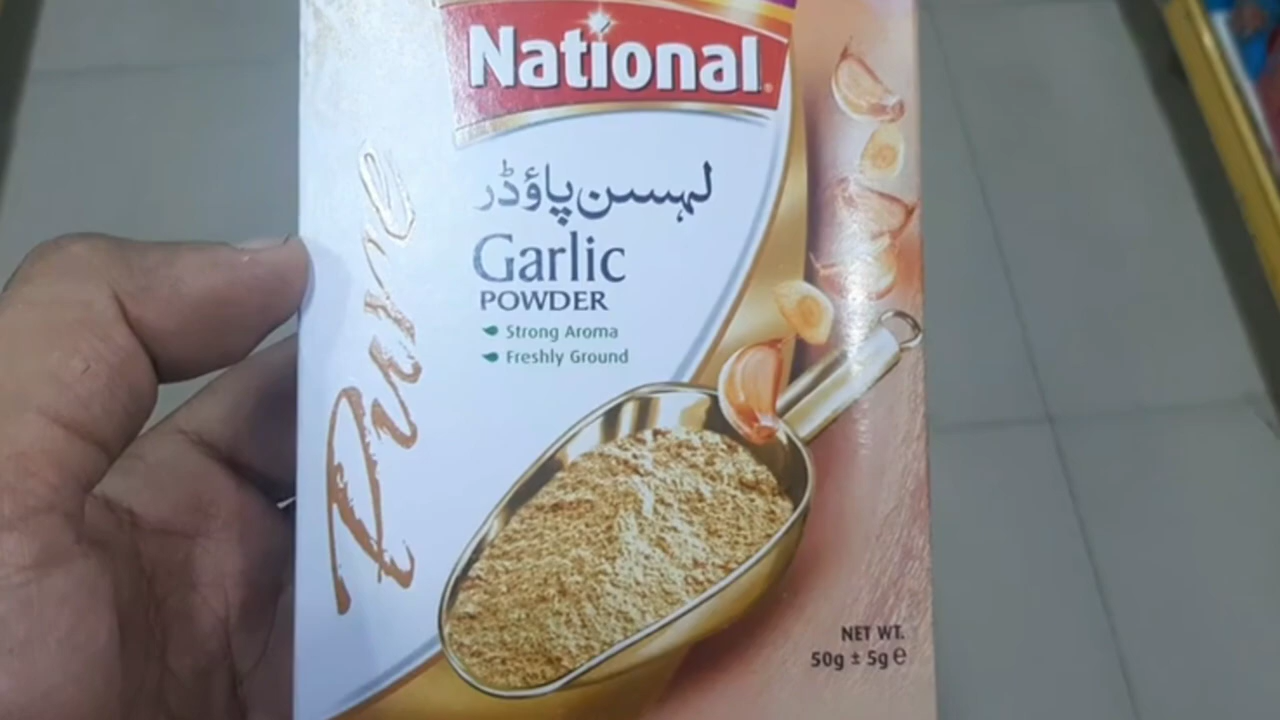 National
لہسن پاؤڈر
Garlic
POWDER
Strong Aroma
Freshly Ground
Pure
NET WT.
50g ± 5g ℮